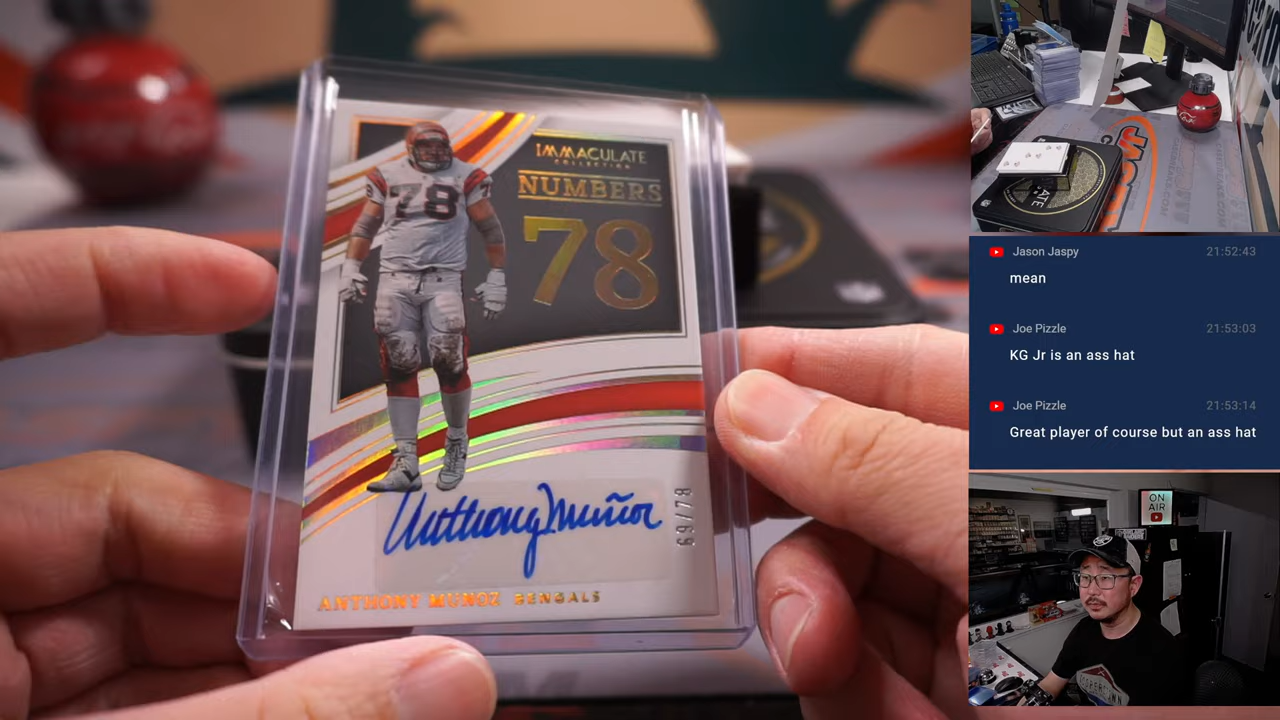 IMMACULATE
COLLECTION
NUMBERS
78
78
Anthony Muñoz
69/78
ANTHONY MUNOZ BENGALS
Jason Jaspy 21:52:43
mean
Joe Pizzle 21:53:03
KG Jr is an ass hat
Joe Pizzle 21:53:14
Great player of course but an ass hat
ON
AIR